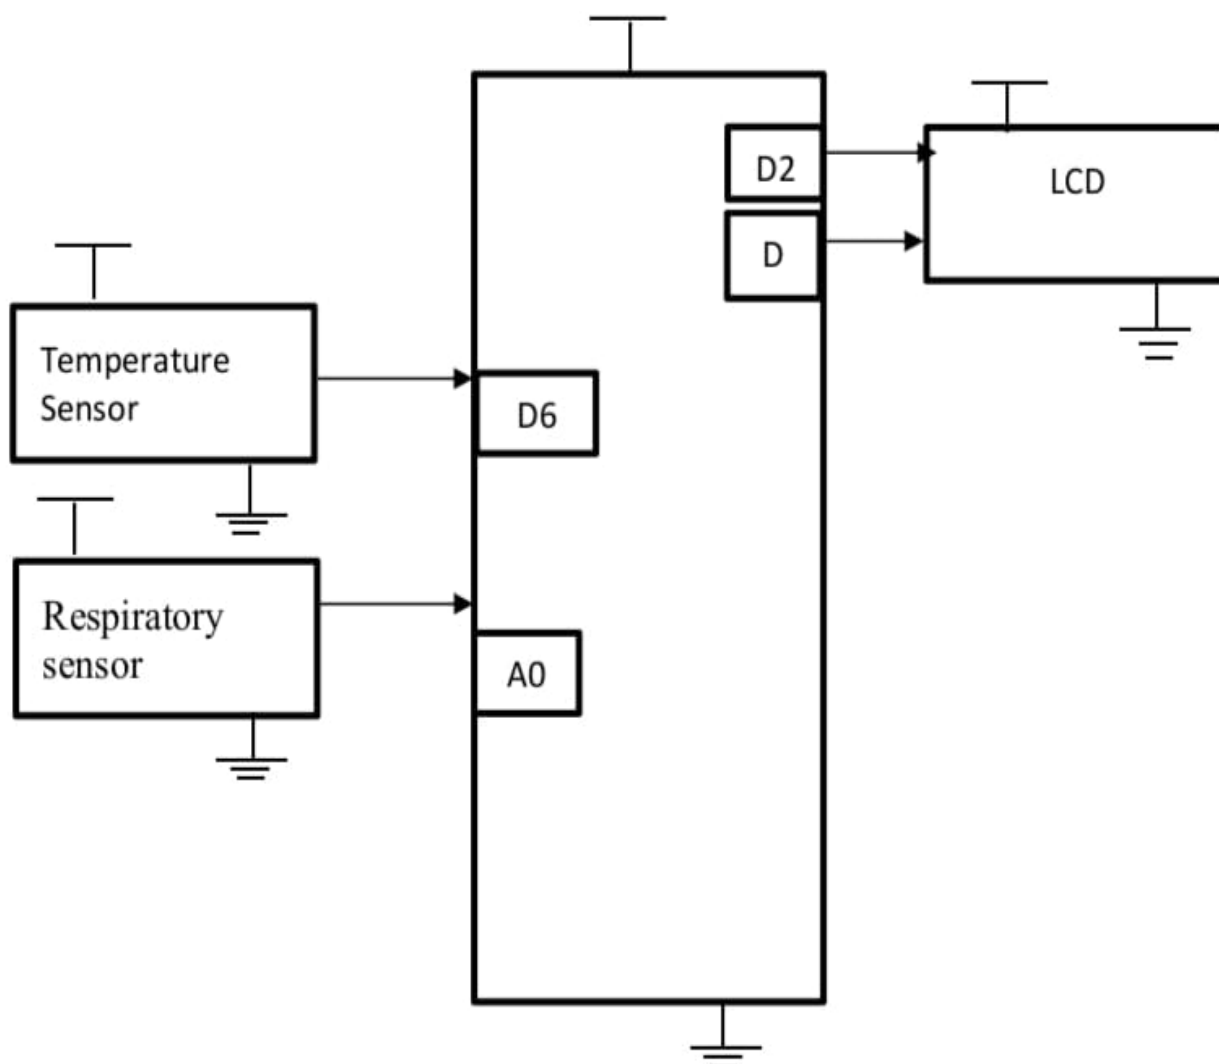 D2
LCD
D
Temperature
Sensor
D6
Respiratory
sensor
A0